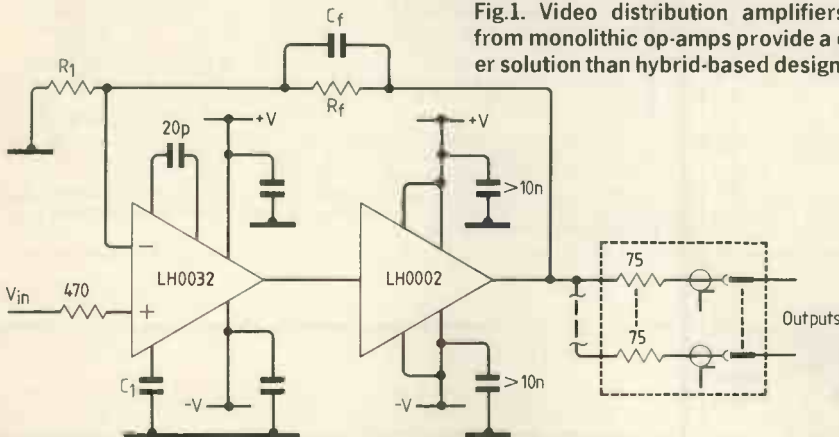 Fig.1. Video distribution amplifiers
from monolithic op-amps provide a
er solution than hybrid-based design
Cf
R1
Rf
+V
+V
20p
>10n
−
LH0032
LH0002
75
Vin
470
+
Outputs
75
C1
>10n
-V
-V